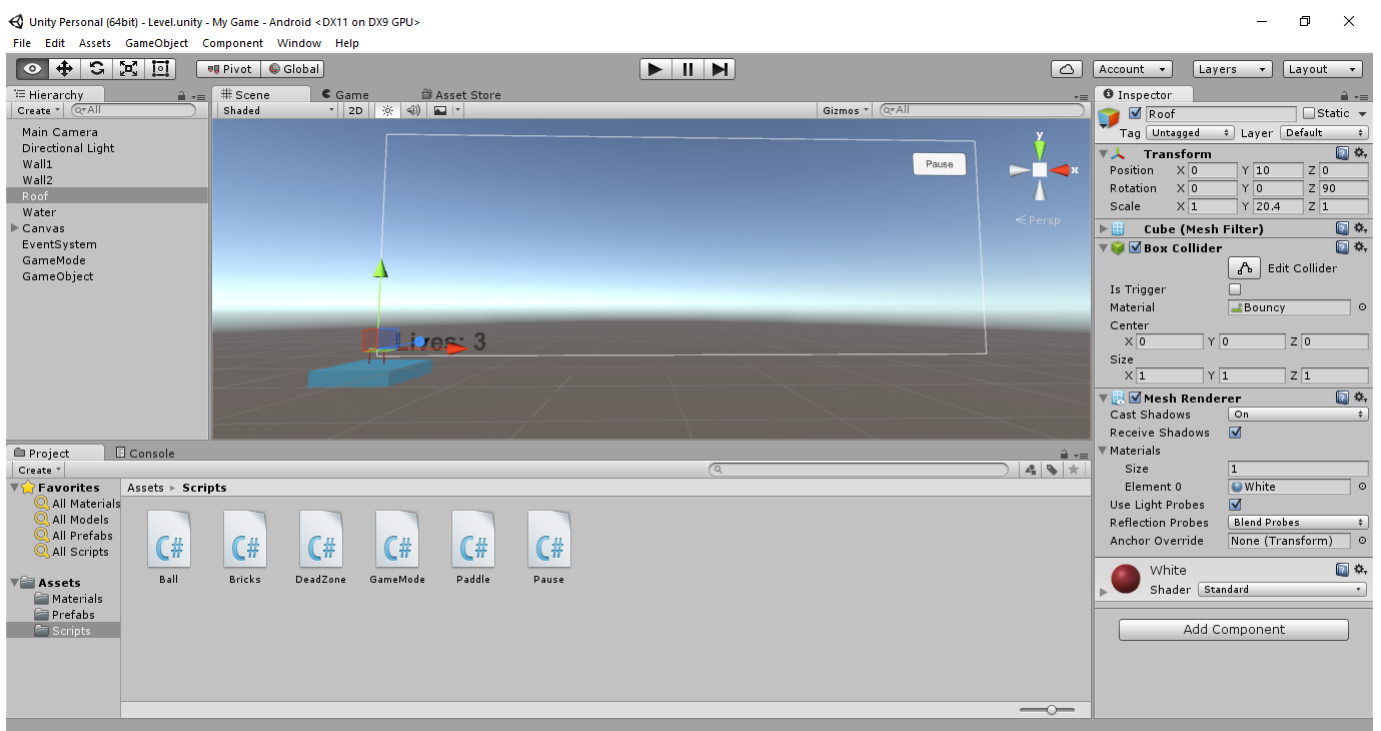 Unity Personal (64bit) - Level.unity - My Game - Android <DX11 on DX9 GPU>
File Edit Assets GameObject Component Window Help
Pivot Global Account Layers Layout
Hierarchy
Create All
Main Camera
Directional Light
Wall1
Wall2
Roof
Water
Canvas
EventSystem
GameMode
GameObject
Scene Game Asset Store
Shaded 2D Gizmos All
Pause
y
x
Persp
Lives: 3
Inspector
Roof Static
Tag Untagged Layer Default
Transform
Position X 0 Y 10 Z 0
Rotation X 0 Y 0 Z 90
Scale X 1 Y 20.4 Z 1
Cube (Mesh Filter)
Box Collider
Edit Collider
Is Trigger
Material Bouncy
Center
X 0 Y 0 Z 0
Size
X 1 Y 1 Z 1
Mesh Renderer
Cast Shadows On
Receive Shadows
Materials
Size 1
Element 0 White
Use Light Probes
Reflection Probes Blend Probes
Anchor Override None (Transform)
White
Shader Standard
Add Component
Project Console
Create
Favorites
All Materials
All Models
All Prefabs
All Scripts
Assets
Materials
Prefabs
Scripts
Assets Scripts
C# C# C# C# C# C#
Ball Bricks DeadZone GameMode Paddle Pause